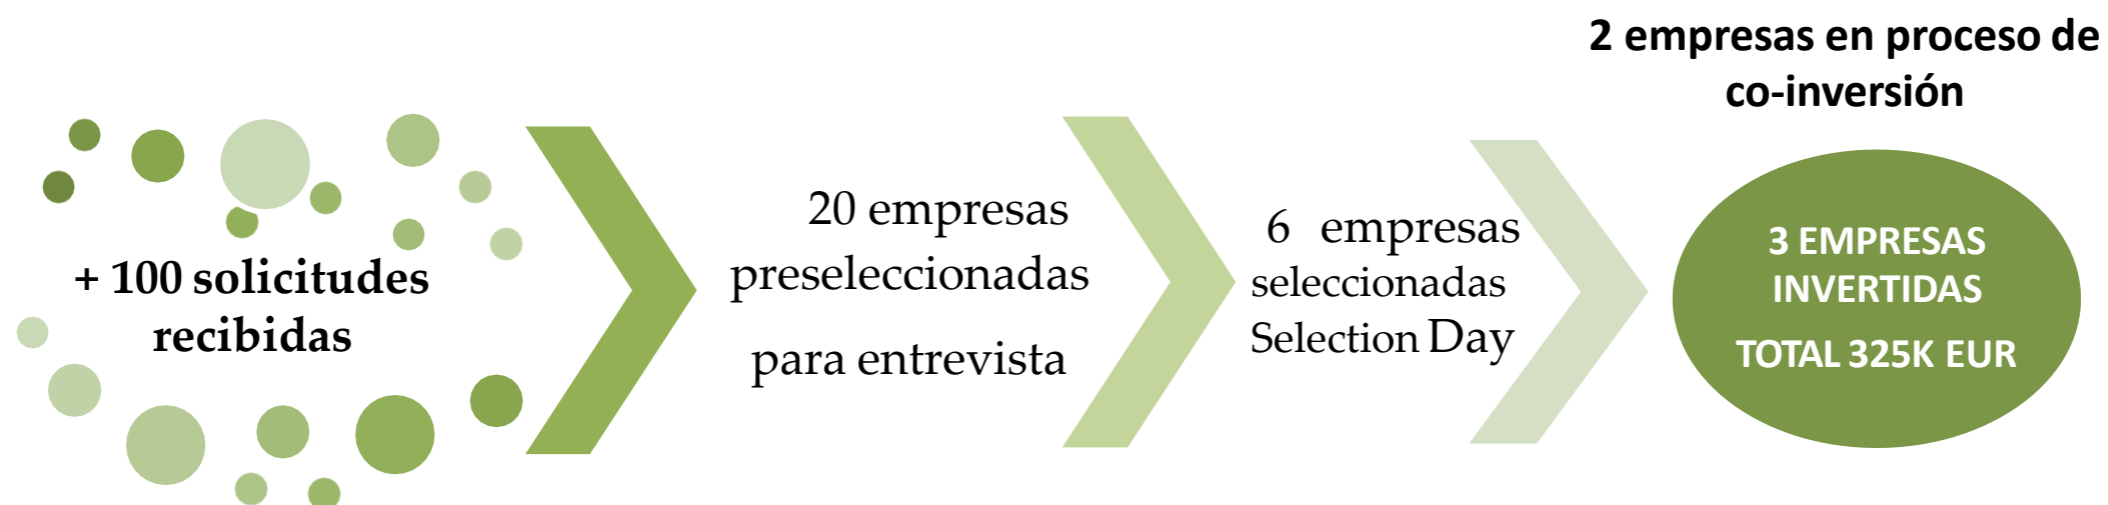 + 100 solicitudes
recibidas
20 empresas
preseleccionadas
para entrevista
6 empresas
seleccionadas
Selection Day
2 empresas en proceso de
co-inversión
3 EMPRESAS
INVERTIDAS
TOTAL 325K EUR